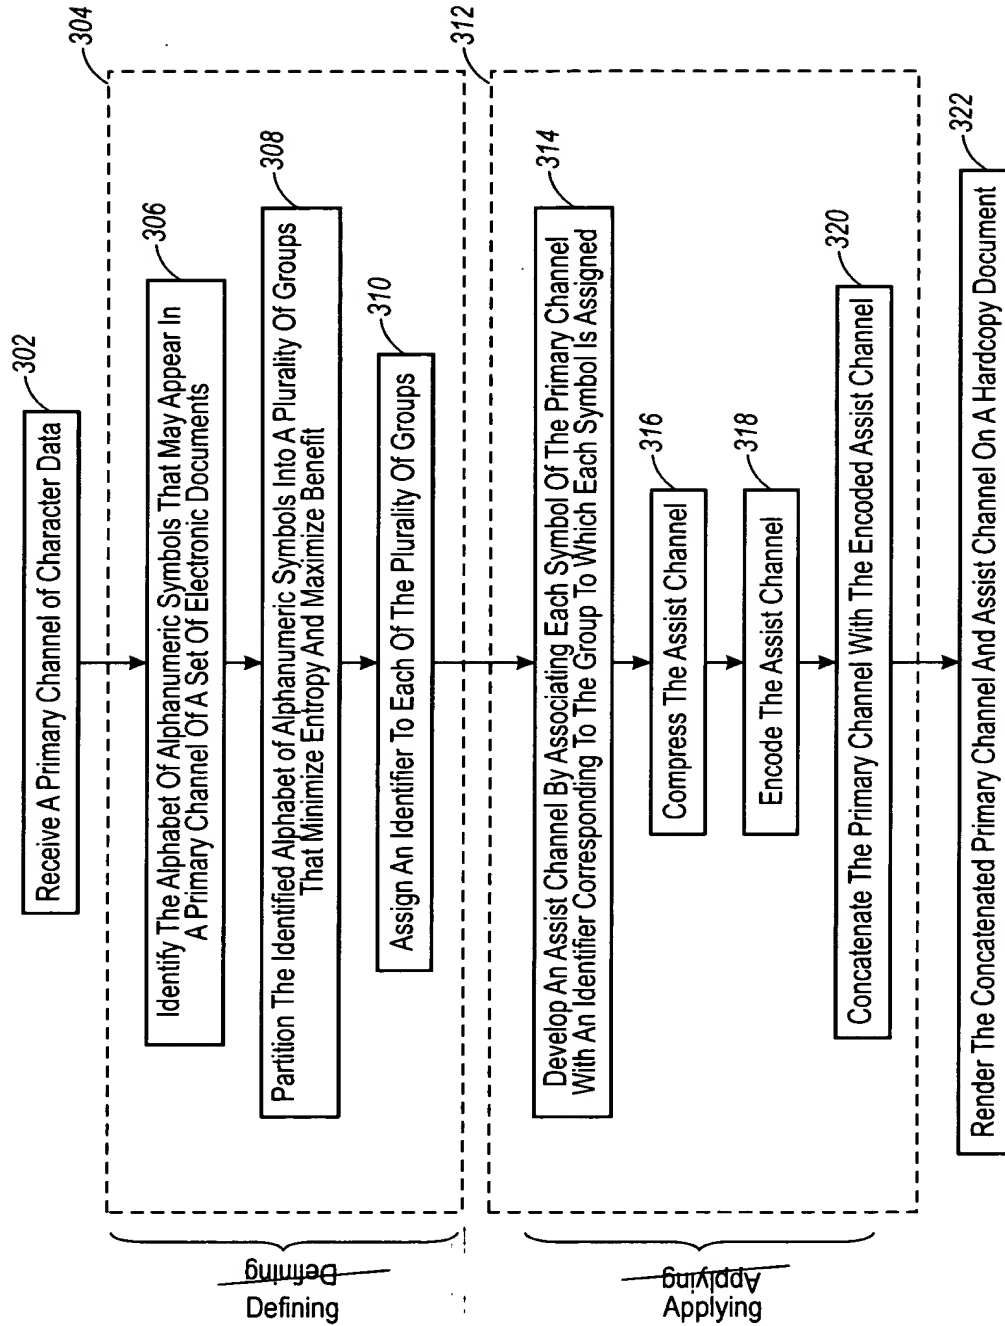 302
Receive A Primary Channel of Character Data
304
306
Identify The Alphabet Of Alphanumeric Symbols That May Appear In
A Primary Channel Of A Set Of Electronic Documents
308
Partition The Identified Alphabet of Alphanumeric Symbols Into A Plurality Of Groups
That Minimize Entropy And Maximize Benefit
310
Assign An Identifier To Each Of The Plurality Of Groups
Defining
Defining
312
314
Develop An Assist Channel By Associating Each Symbol Of The Primary Channel
With An Identifier Corresponding To The Group To Which Each Symbol Is Assigned
316
Compress The Assist Channel
318
Encode The Assist Channel
320
Concatenate The Primary Channel With The Encoded Assist Channel
Applying
Applying
322
Render The Concatenated Primary Channel And Assist Channel On A Hardcopy Document